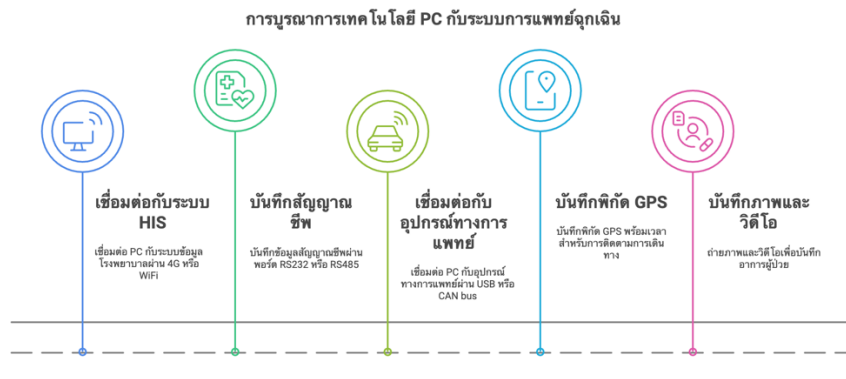 การบูรณาการเทคโนโลยี PC กับระบบการแพทย์ฉุกเฉิน
เชื่อมต่อกับระบบ
HIS
เชื่อมต่อ PC กับระบบข้อมูล
โรงพยาบาลผ่าน 4G หรือ
WiFi
บันทึกสัญญาณ
ชีพ
บันทึกข้อมูลสัญญาณชีพผ่าน
พอร์ต RS232 หรือ RS485
เชื่อมต่อกับ
อุปกรณ์ทางการ
แพทย์
เชื่อมต่อ PC กับอุปกรณ์
ทางการแพทย์ผ่าน USB หรือ
CAN bus
บันทึกพิกัด GPS
บันทึกพิกัด GPS พร้อมเวลา
สำหรับการติดตามการเดิน
ทาง
บันทึกภาพและ
วิดีโอ
ถ่ายภาพและวิดีโอเพื่อบันทึก
อาการผู้ป่วย